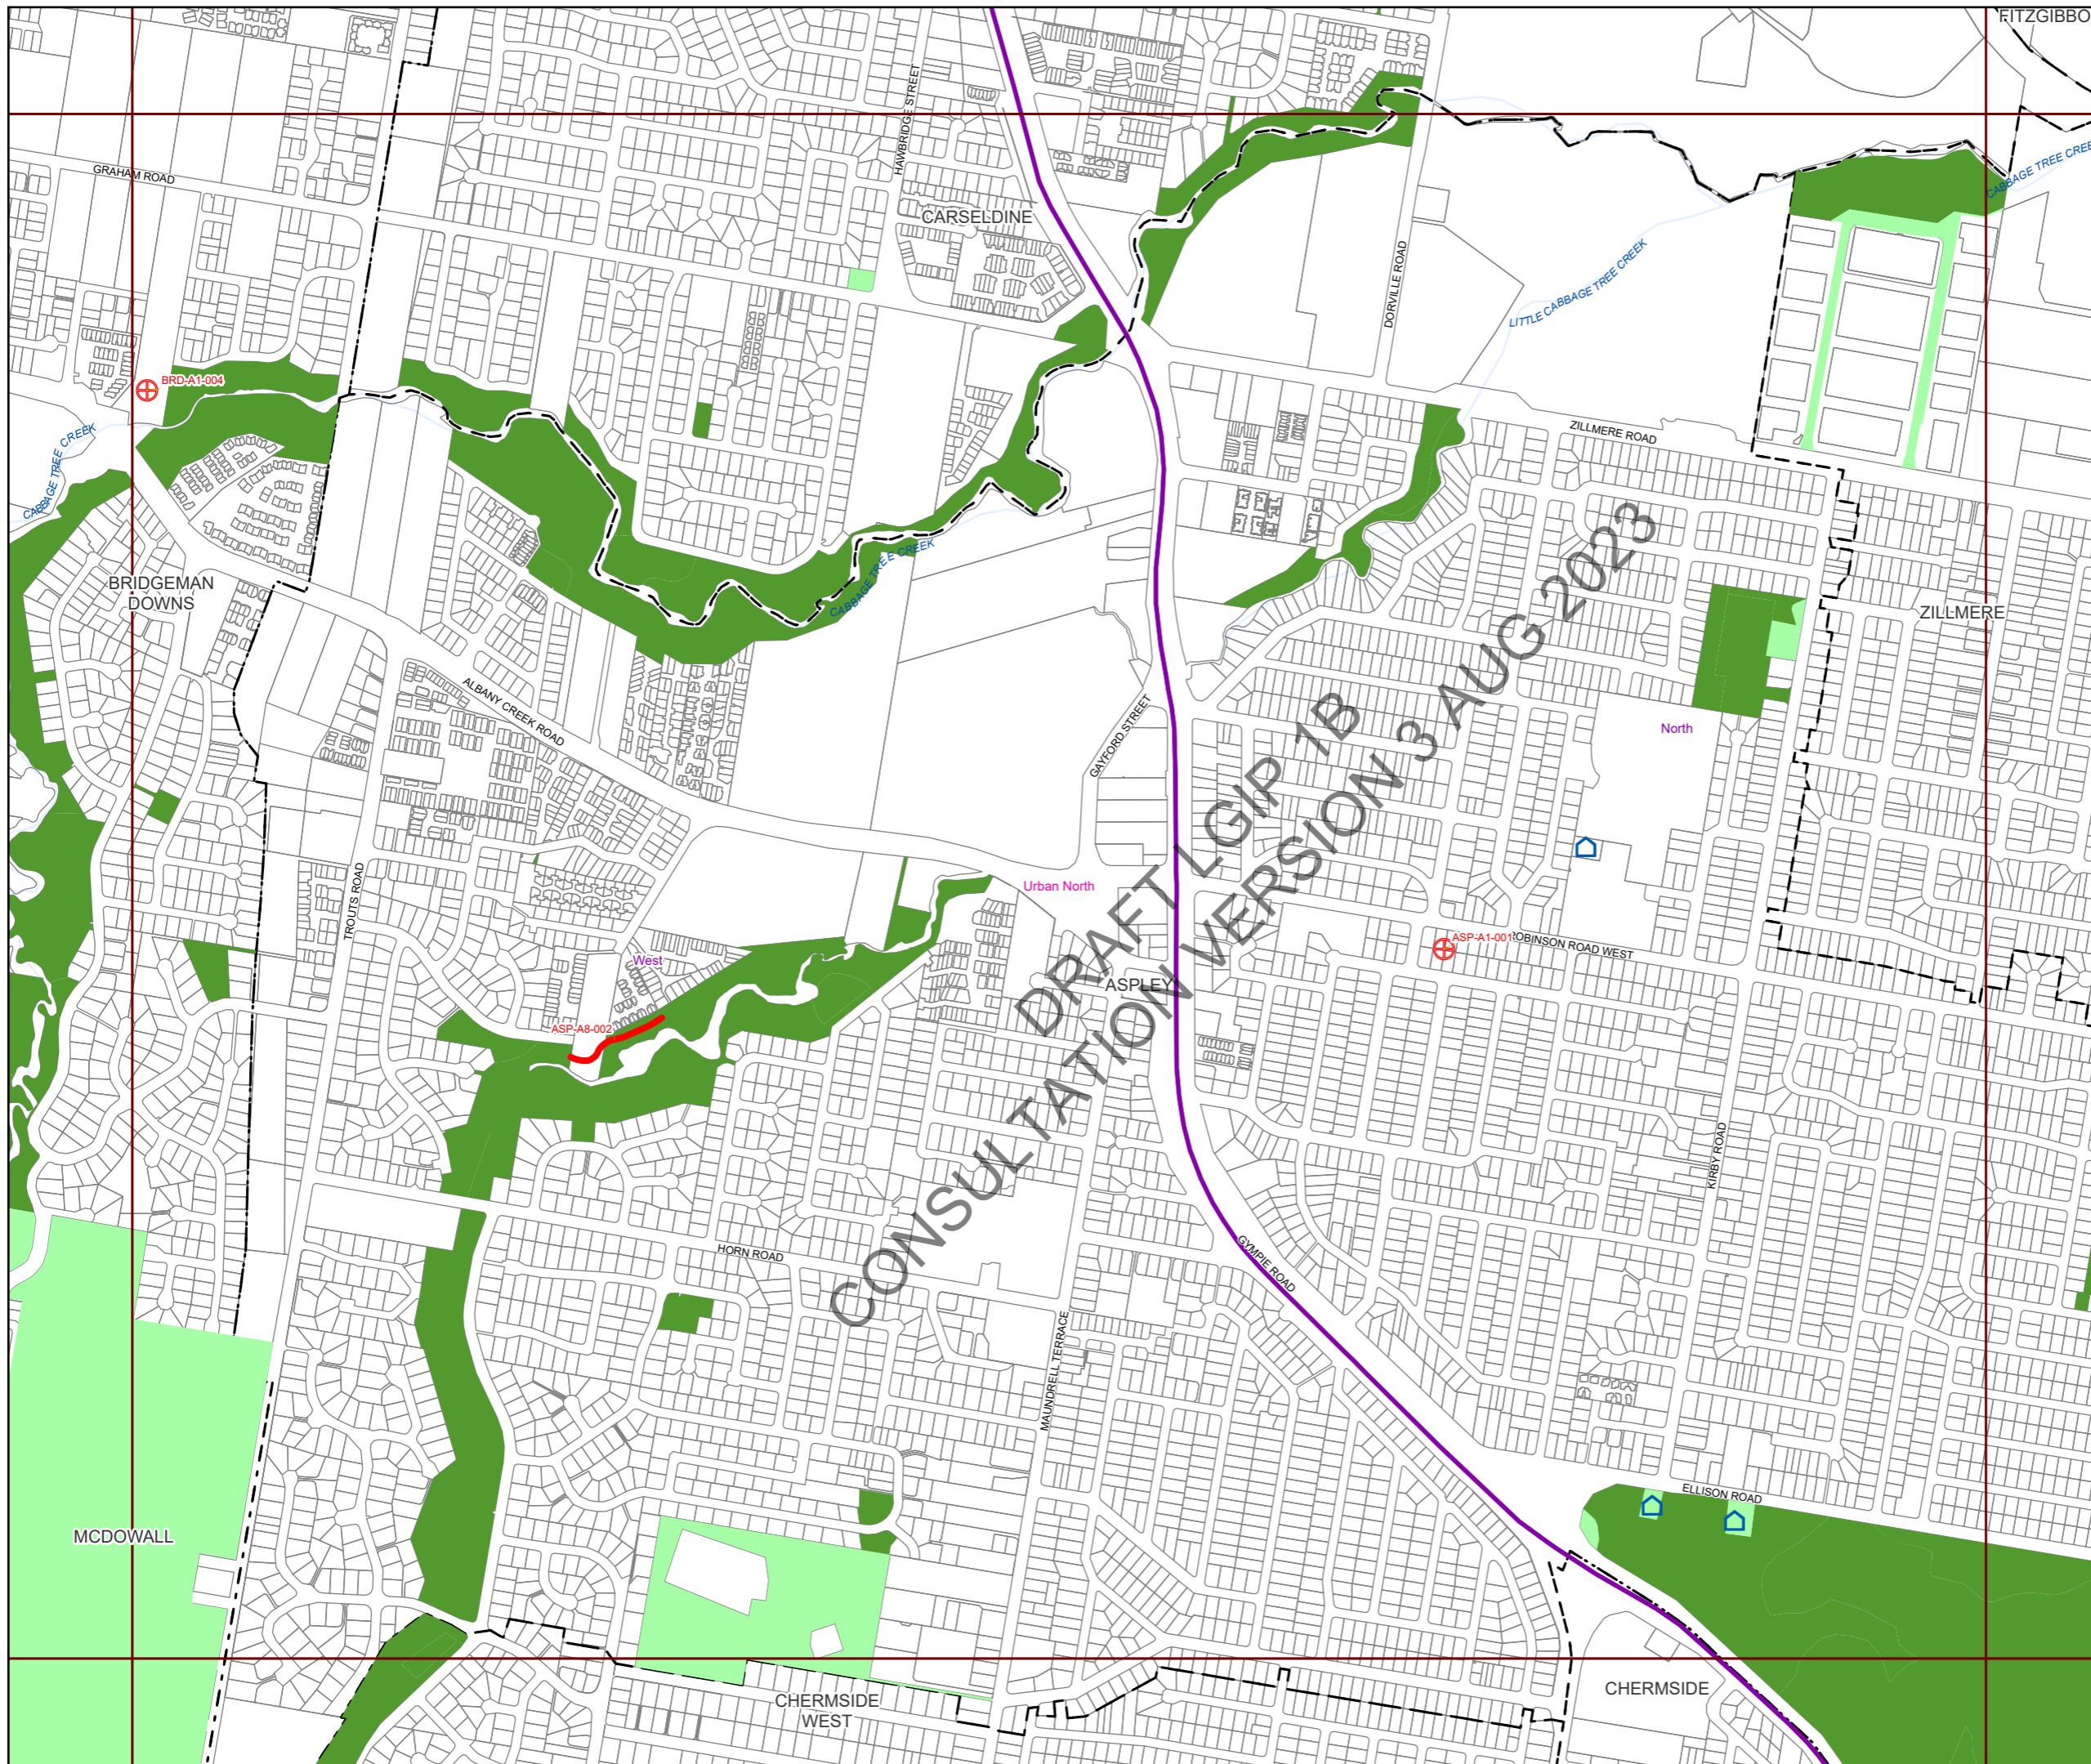 FITZGIBBO
HAWBRIDGE STREET
GRAHAM ROAD
CABBAGE TREE CREE
CARSELDINE
DORVILLE ROAD
LITTLE CABBAGE TREE CREEK
BRD-A1-004
CABBAGE TREE CREEK
ZILLMERE ROAD
CABBAGE TREE CREEK
BRIDGEMAN
DOWNS
ZILLMERE
ALBANY CREEK ROAD
GAYFORD STREET
North
DRAFT LGIP 1B
CONSULTATION VERSION 3 AUG 2023
TROUTS ROAD
Urban North
ASP-A1-001
ROBINSON ROAD WEST
West
ASPLEY
ASP-A8-002
KIRBY ROAD
HORN ROAD
GYMPIE ROAD
MAUNDRELL TERRACE
ELLISON ROAD
MCDOWALL
CHERMSIDE
WEST
CHERMSIDE